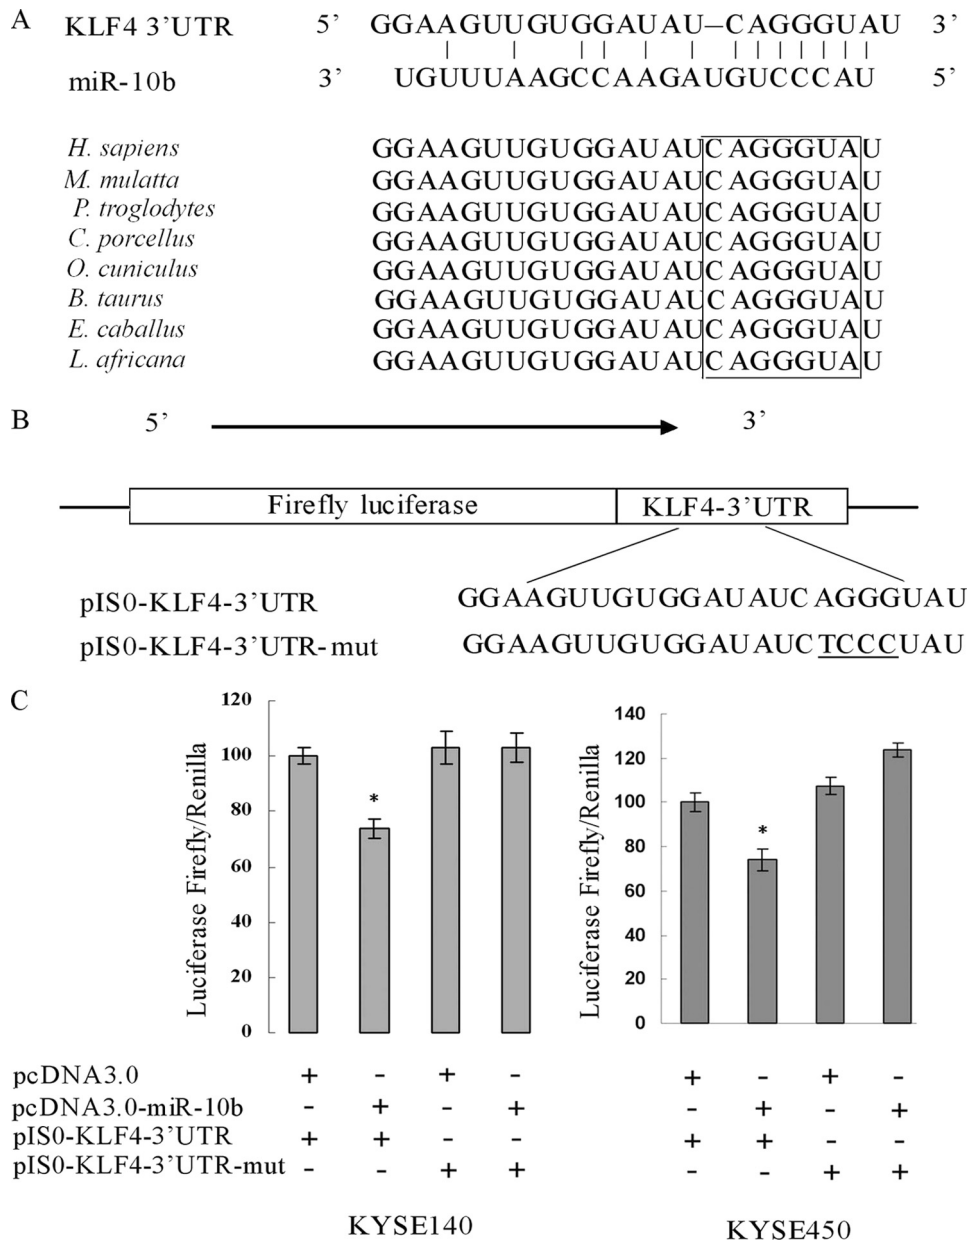 A
KLF4 3’UTR 5’ GGAAGUUGUGGAUAU–CAGGGUAU 3’
miR-10b 3’ UGUUUAAGCCAAGAUGUCCCAU 5’
H. sapiens GGAAGUUGUGGAUAUCAGGGUAU
M. mulatta GGAAGUUGUGGAUAUCAGGGUAU
P. troglodytes GGAAGUUGUGGAUAUCAGGGUAU
C. porcellus GGAAGUUGUGGAUAUCAGGGUAU
O. cuniculus GGAAGUUGUGGAUAUCAGGGUAU
B. taurus GGAAGUUGUGGAUAUCAGGGUAU
E. caballus GGAAGUUGUGGAUAUCAGGGUAU
L. africana GGAAGUUGUGGAUAUCAGGGUAU
B 5’ 3’
Firefly luciferase KLF4-3’UTR
pIS0-KLF4-3’UTR GGAAGUUGUGGAUAUCAGGGUAU
pIS0-KLF4-3’UTR-mut GGAAGUUGUGGAUAUCTCCCUAU
C
Luciferase Firefly/Renilla
120
100
80
60
40
20
0
*
Luciferase Firefly/Renilla
140
120
100
80
60
40
20
0
*
pcDNA3.0 + - + - + - + -
pcDNA3.0-miR-10b - + - + - + - +
pIS0-KLF4-3’UTR + + - - + + - -
pIS0-KLF4-3’UTR-mut - - + + - - + +
KYSE140 KYSE450